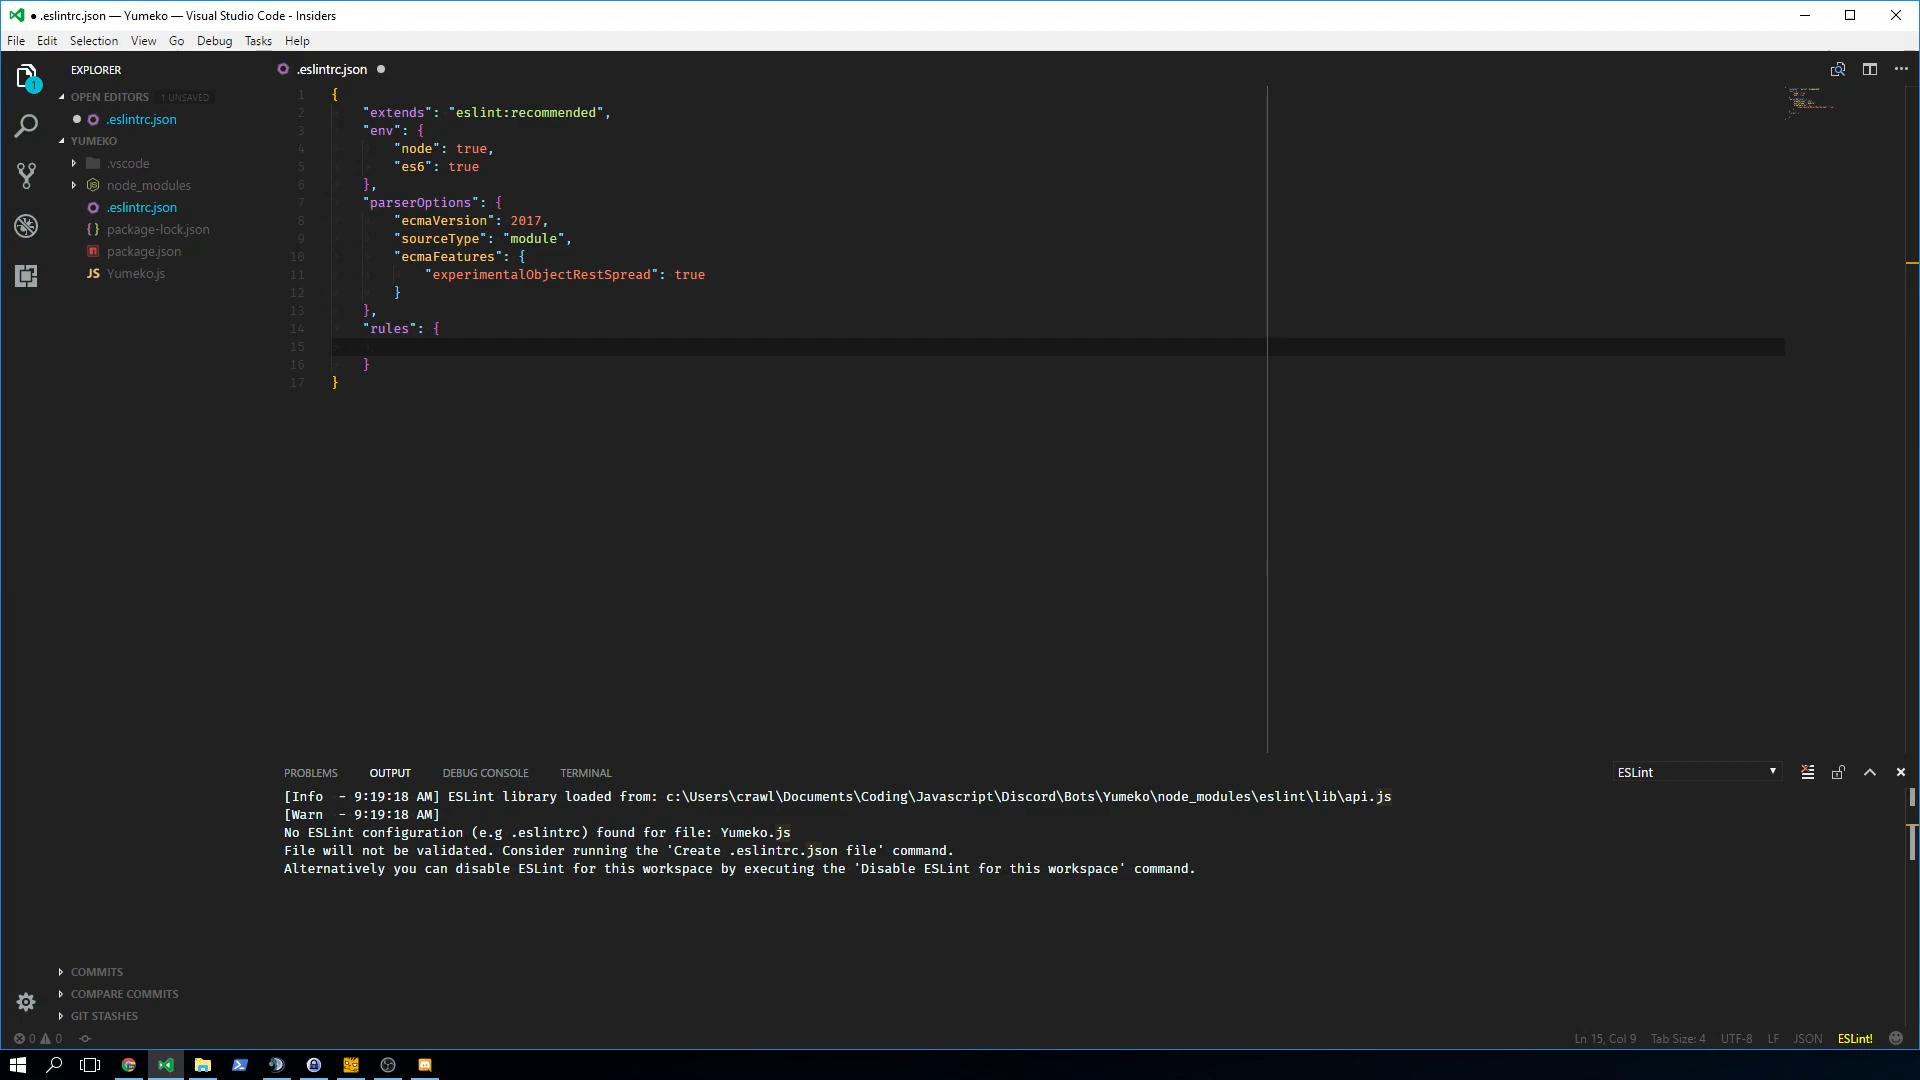 ● .eslintrc.json — Yumeko — Visual Studio Code - Insiders
File Edit Selection View Go Debug Tasks Help
EXPLORER
OPEN EDITORS 1 UNSAVED
● .eslintrc.json
YUMEKO
.vscode
node_modules
.eslintrc.json
{} package-lock.json
package.json
JS Yumeko.js
.eslintrc.json ●
1 {
2 "extends": "eslint:recommended",
3 "env": {
4 "node": true,
5 "es6": true
6 },
7 "parserOptions": {
8 "ecmaVersion": 2017,
9 "sourceType": "module",
10 "ecmaFeatures": {
11 "experimentalObjectRestSpread": true
12 }
13 },
14 "rules": {
15
16 }
17 }
PROBLEMS OUTPUT DEBUG CONSOLE TERMINAL ESLint
[Info  - 9:19:18 AM] ESLint library loaded from: c:\Users\crawl\Documents\Coding\Javascript\Discord\Bots\Yumeko\node_modules\eslint\lib\api.js
[Warn  - 9:19:18 AM]
No ESLint configuration (e.g .eslintrc) found for file: Yumeko.js
File will not be validated. Consider running the 'Create .eslintrc.json file' command.
Alternatively you can disable ESLint for this workspace by executing the 'Disable ESLint for this workspace' command.
COMMITS
COMPARE COMMITS
GIT STASHES
0 0
Ln 15, Col 9 Tab Size: 4 UTF-8 LF JSON ESLint!